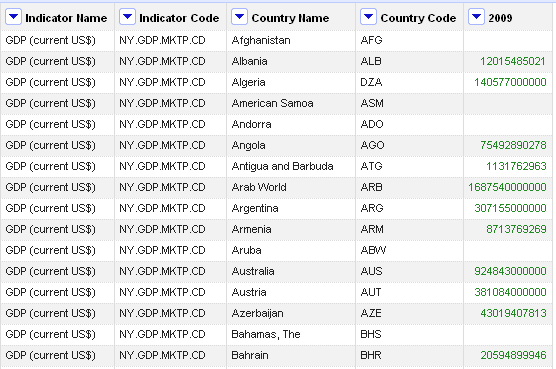 Indicator Name Indicator Code Country Name Country Code 2009
GDP (current US$) NY.GDP.MKTP.CD Afghanistan AFG
GDP (current US$) NY.GDP.MKTP.CD Albania ALB 12015485021
GDP (current US$) NY.GDP.MKTP.CD Algeria DZA 140577000000
GDP (current US$) NY.GDP.MKTP.CD American Samoa ASM
GDP (current US$) NY.GDP.MKTP.CD Andorra ADO
GDP (current US$) NY.GDP.MKTP.CD Angola AGO 75492890278
GDP (current US$) NY.GDP.MKTP.CD Antigua and Barbuda ATG 1131762963
GDP (current US$) NY.GDP.MKTP.CD Arab World ARB 1687540000000
GDP (current US$) NY.GDP.MKTP.CD Argentina ARG 307155000000
GDP (current US$) NY.GDP.MKTP.CD Armenia ARM 8713769269
GDP (current US$) NY.GDP.MKTP.CD Aruba ABW
GDP (current US$) NY.GDP.MKTP.CD Australia AUS 924843000000
GDP (current US$) NY.GDP.MKTP.CD Austria AUT 381084000000
GDP (current US$) NY.GDP.MKTP.CD Azerbaijan AZE 43019407813
GDP (current US$) NY.GDP.MKTP.CD Bahamas, The BHS
GDP (current US$) NY.GDP.MKTP.CD Bahrain BHR 20594899946